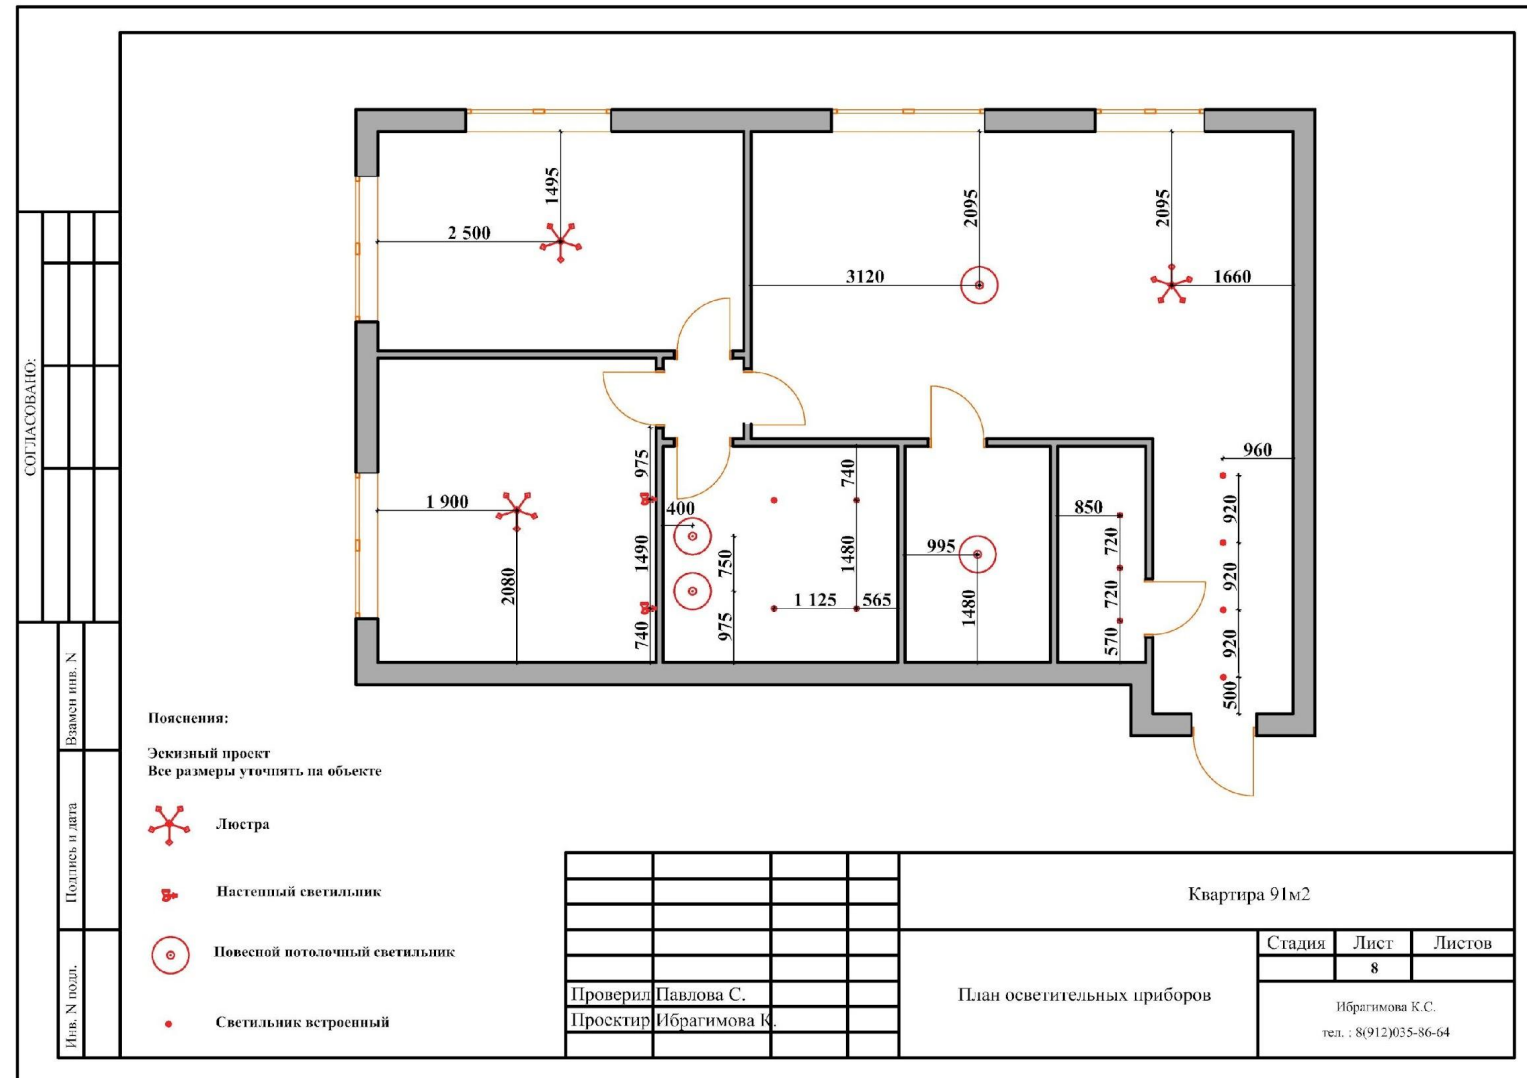 1495
2 500
2095
3120
2095
1660
960
920
920
920
500
1 900
2080
975
1490
740
400
750
975
740
1480
1 125
565
995
1480
850
720
720
570
СОГЛАСОВАНО:
Взамен инв. N
Подпись и дата
Инв. N подл.
Пояснения:
Эскизный проект
Все размеры уточнять на объекте
Люстра
Настенный светильник
Повесной потолочный светильник
Светильник встроенный
Квартира 91м2
Стадия Лист Листов
8
Проверил Павлова С.
Проектир Ибрагимова К.
План осветительных приборов
Ибрагимова К.С.
тел. : 8(912)035-86-64